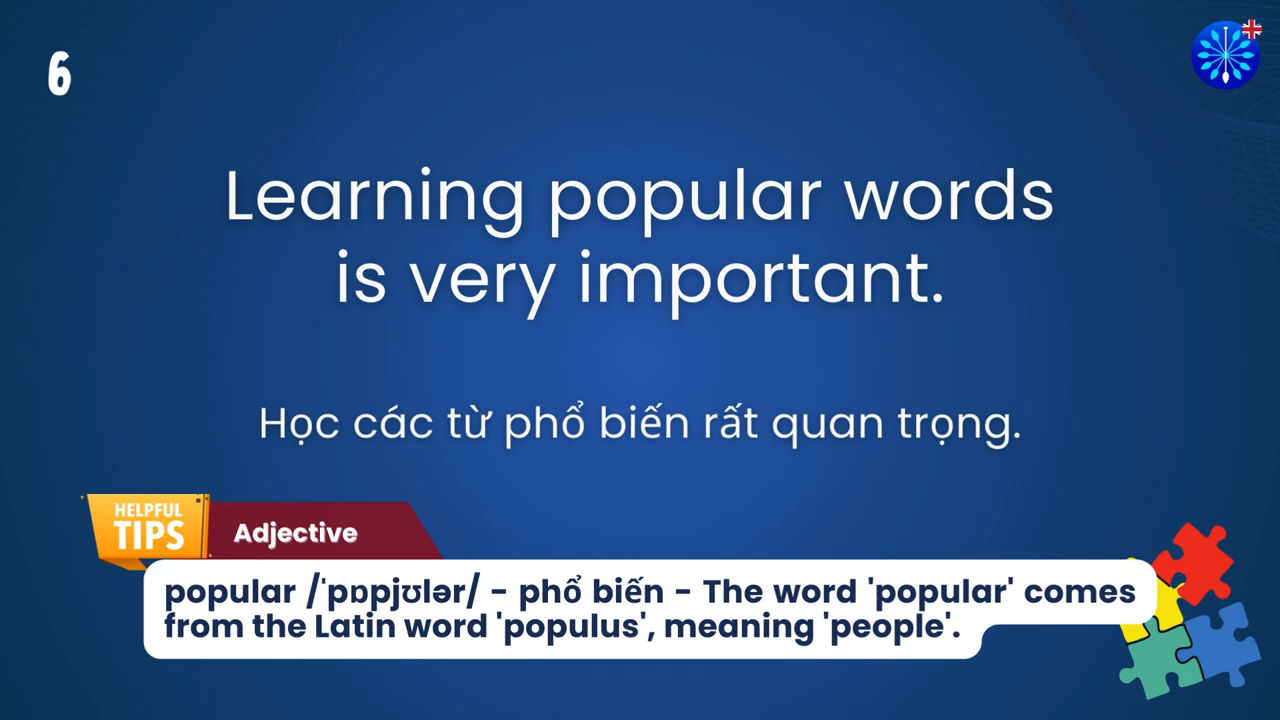 6
Learning popular words
is very important.
Học các từ phổ biến rất quan trọng.
HELPFUL
TIPS
Adjective
popular /ˈpɒpjʊlər/ - phổ biến - The word 'popular' comes
from the Latin word 'populus', meaning 'people'.